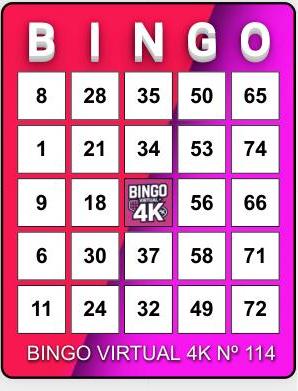 B I N G O
8 28 35 50 65
1 21 34 53 74
9 18 BINGO VIRTUAL 4K 56 66
6 30 37 58 71
11 24 32 49 72
BINGO VIRTUAL 4K Nº 114